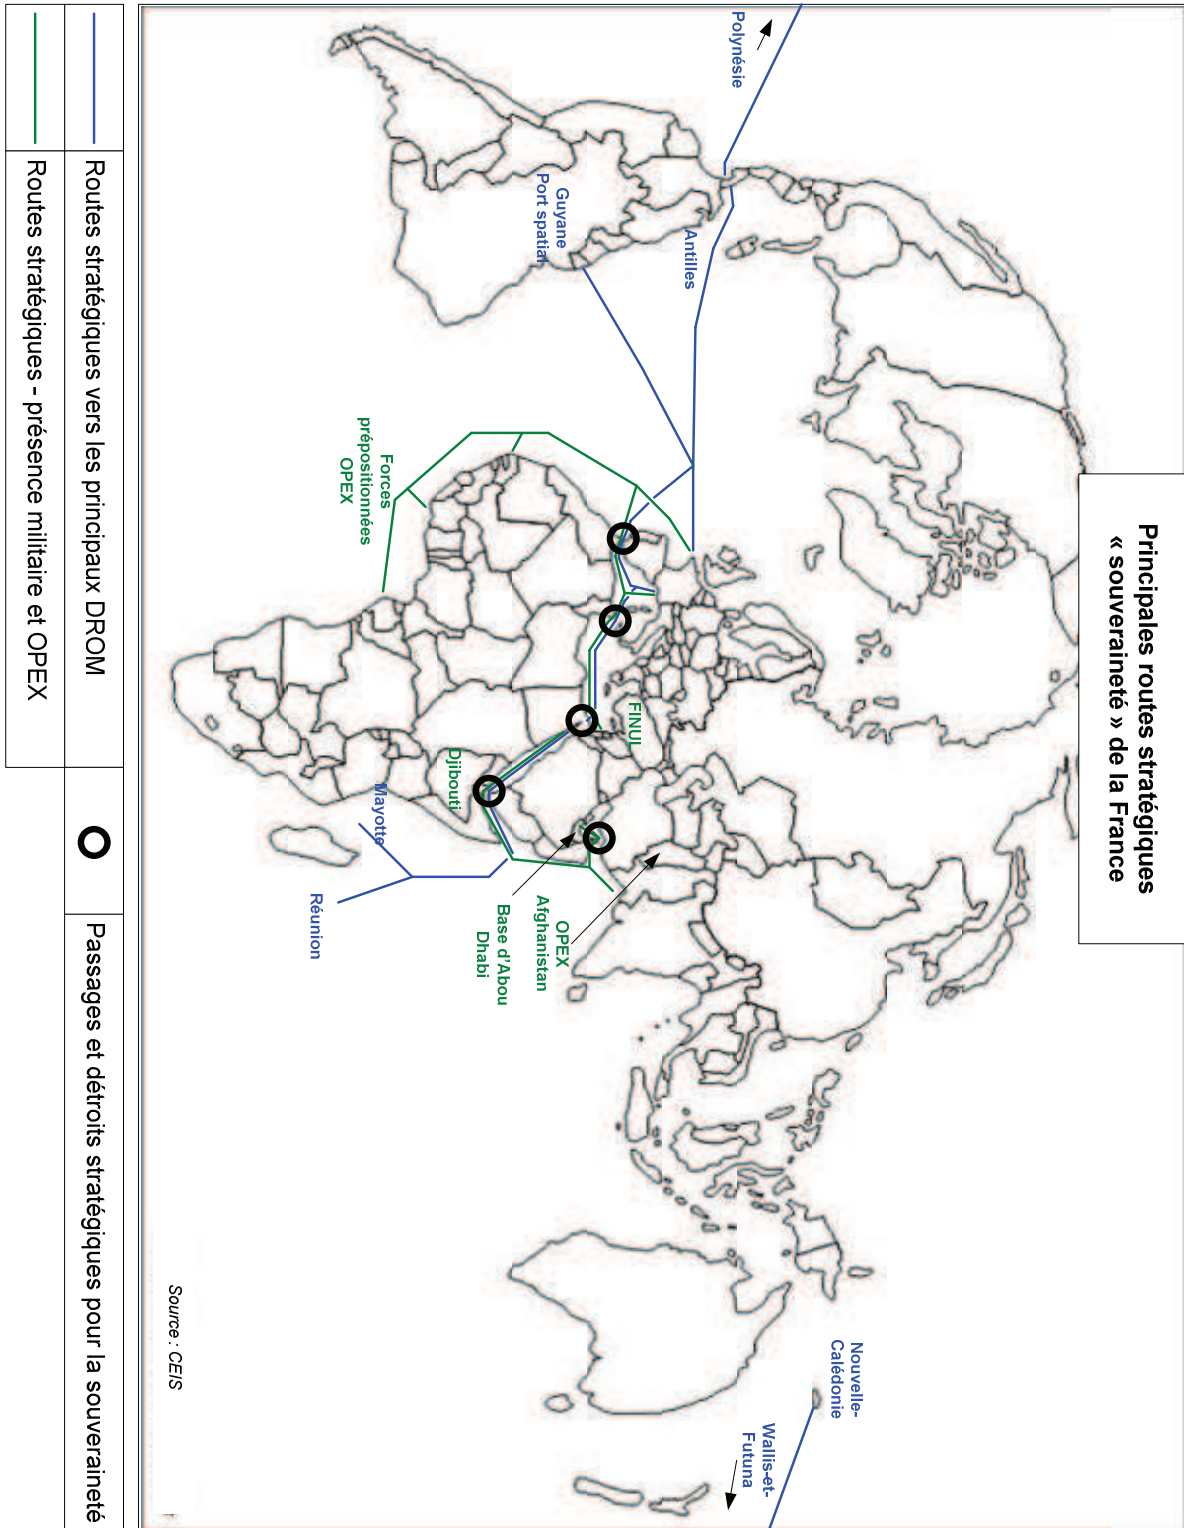 Principales routes stratégiques
« souveraineté » de la France
Polynésie
Antilles
Guyane
Port spatial
Forces
prépositionnées
OPEX
FINUL
Djibouti
Mayotte
Réunion
OPEX
Afghanistan
Base d'Abou
Dhabi
Nouvelle-
Calédonie
Wallis-et-
Futuna
Source : CEIS
Routes stratégiques vers les principaux DROM
Passages et détroits stratégiques pour la souveraineté
Routes stratégiques - présence militaire et OPEX